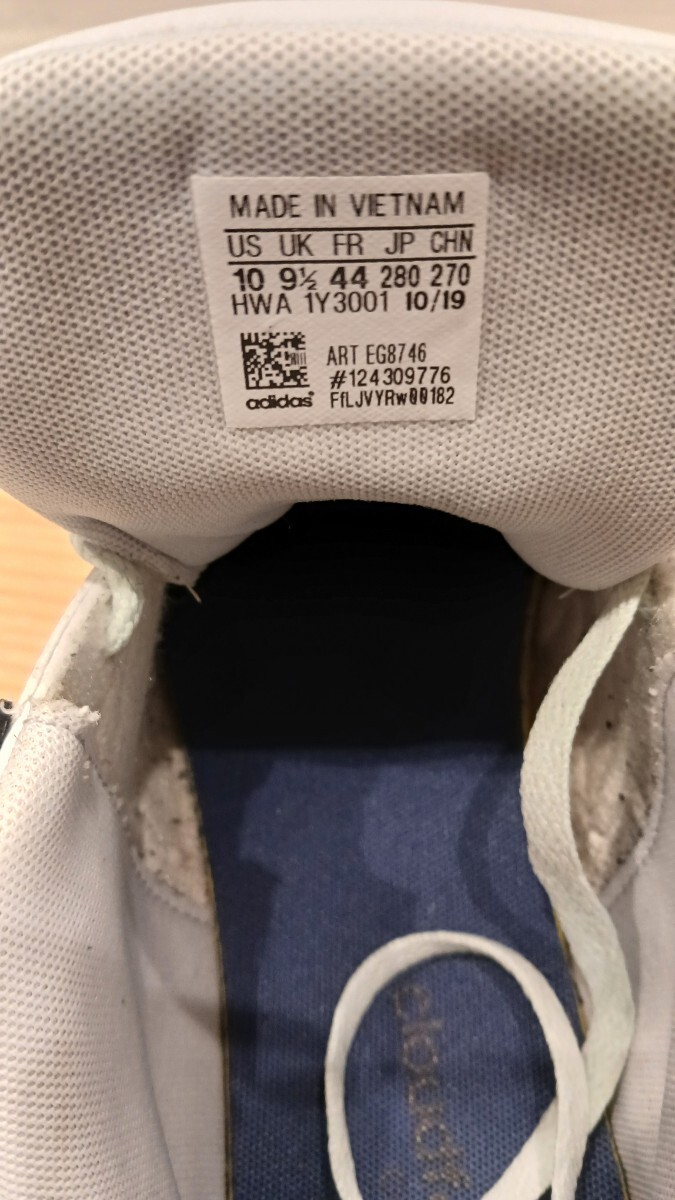 MADE IN VIETNAM
US UK FR JP CHN
10 9½ 44 280 270
HWA 1Y3001 10/19
ART EG8746
#124309776
adidas® FfLJVYRw00182